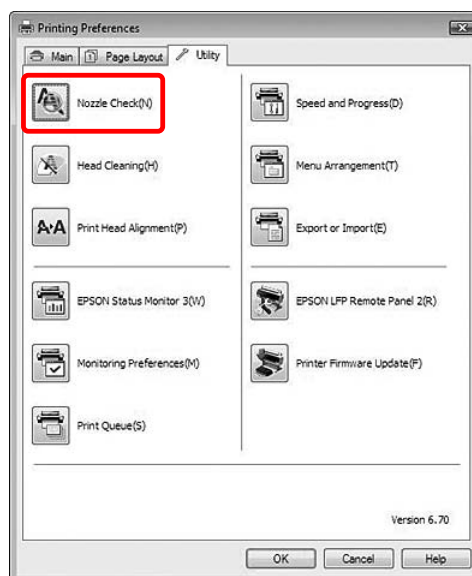 Printing Preferences
Main
Page Layout
Utility
Nozzle Check(N)
Speed and Progress(D)
Head Cleaning(H)
Menu Arrangement(T)
Print Head Alignment(P)
Export or Import(E)
EPSON Status Monitor 3(W)
EPSON LFP Remote Panel 2(R)
Monitoring Preferences(M)
Printer Firmware Update(F)
Print Queue(S)
Version 6.70
OK
Cancel
Help